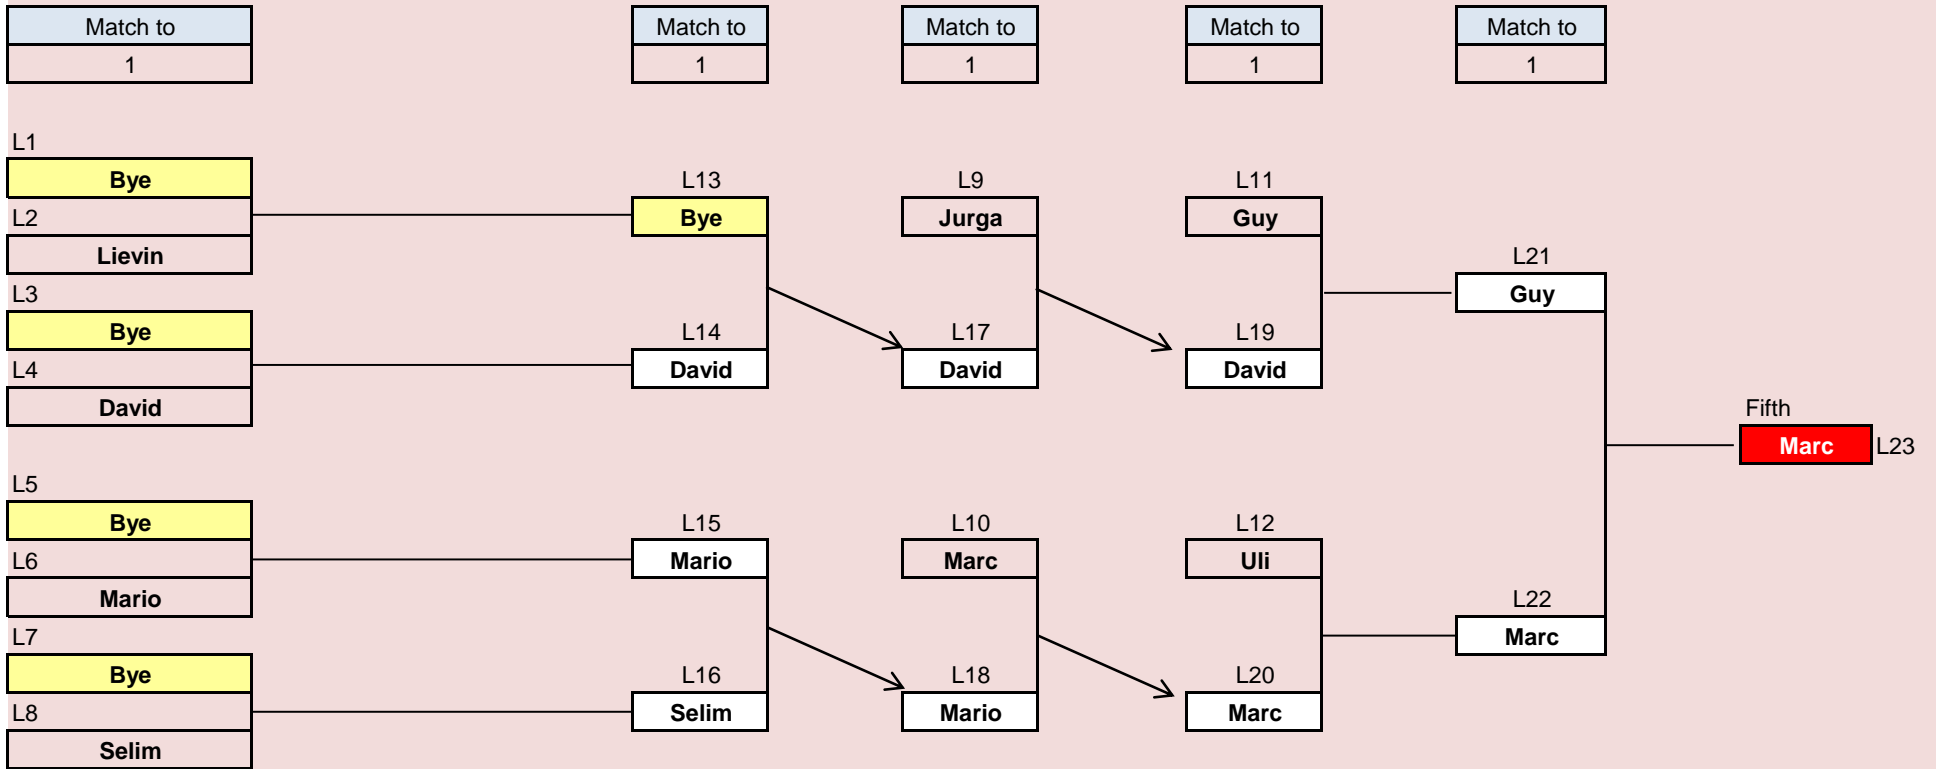 Match to Match to Match to Match to Match to
1 1 1 1 1
L1
Bye L13 L9 L11
L2 Bye Jurga Guy
Lievin L21
L3 Guy
Bye L14 L17 L19
L4 David David David
David Fifth
Marc L23
L5
Bye L15 L10 L12
L6 Mario Marc Uli
Mario L22
L7 Marc
Bye L16 L18 L20
L8 Selim Mario Marc
Selim